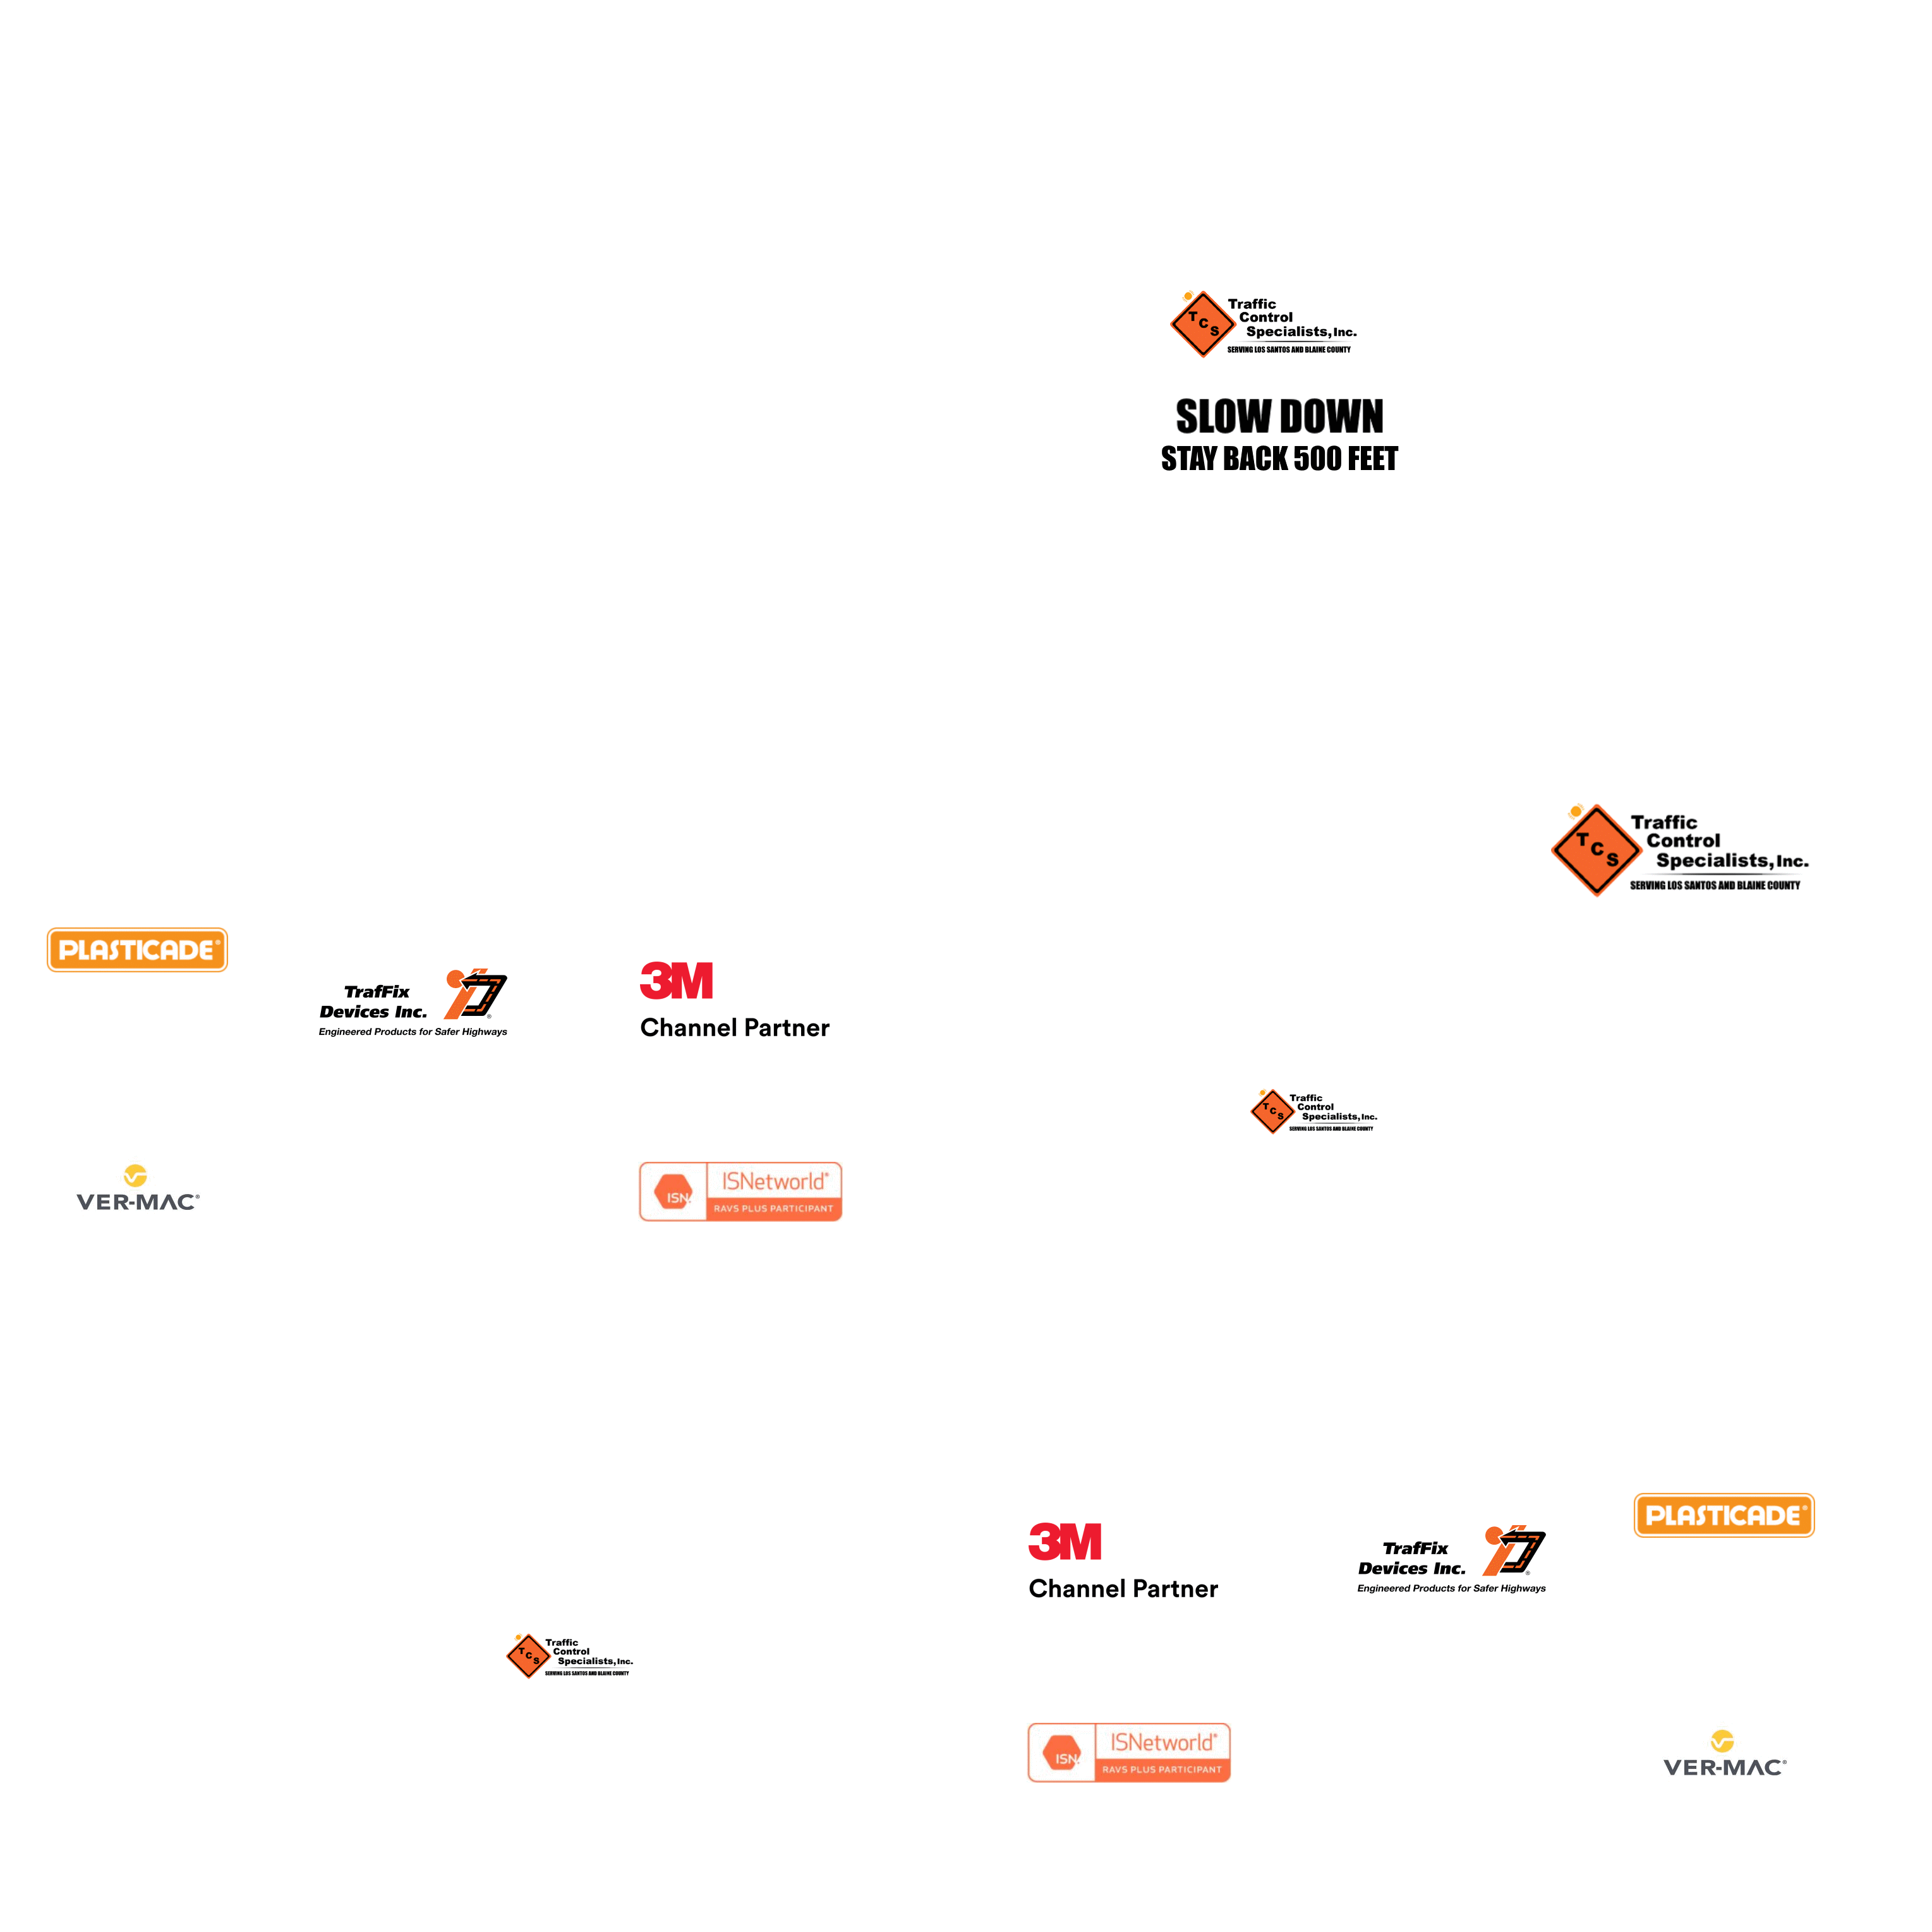 T C S
Traffic
Control
Specialists, Inc.
SERVING LOS SANTOS AND BLAINE COUNTY
SLOW DOWN
STAY BACK 500 FEET
T C S
Traffic
Control
Specialists, Inc.
SERVING LOS SANTOS AND BLAINE COUNTY
PLASTICADE®
TrafFix
Devices Inc.
®
Engineered Products for Safer Highways
3M
Channel Partner
T C S
Traffic
Control
Specialists, Inc.
SERVING LOS SANTOS AND BLAINE COUNTY
VER-MAC®
ISN
ISNetworld®
RAVS PLUS PARTICIPANT
PLASTICADE®
3M
Channel Partner
TrafFix
Devices Inc.
®
Engineered Products for Safer Highways
T C S
Traffic
Control
Specialists, Inc.
SERVING LOS SANTOS AND BLAINE COUNTY
ISN
ISNetworld®
RAVS PLUS PARTICIPANT
VER-MAC®